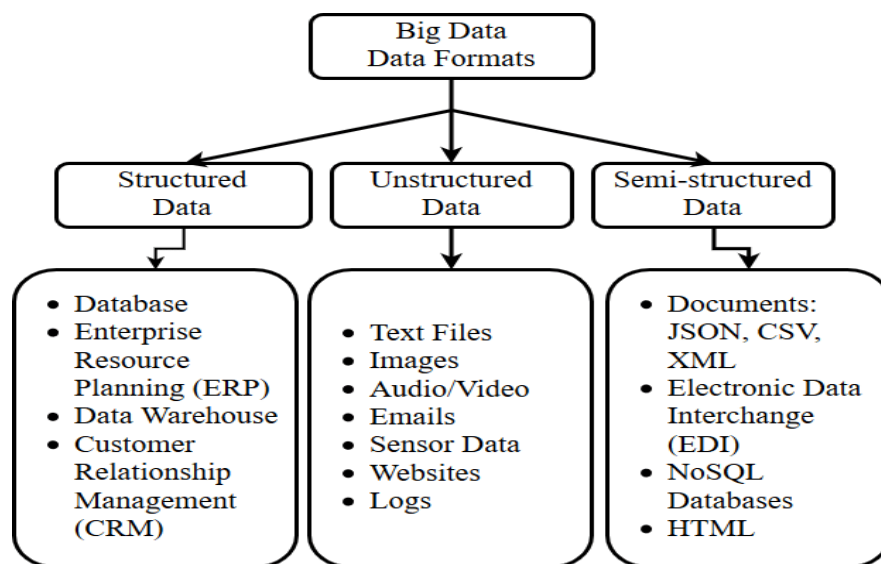 Big Data
Data Formats
Structured
Data
Unstructured
Data
Semi-structured
Data
• Database
• Enterprise
Resource
Planning (ERP)
• Data Warehouse
• Customer
Relationship
Management
(CRM)
• Text Files
• Images
• Audio/Video
• Emails
• Sensor Data
• Websites
• Logs
• Documents:
JSON, CSV,
XML
• Electronic Data
Interchange
(EDI)
• NoSQL
Databases
• HTML